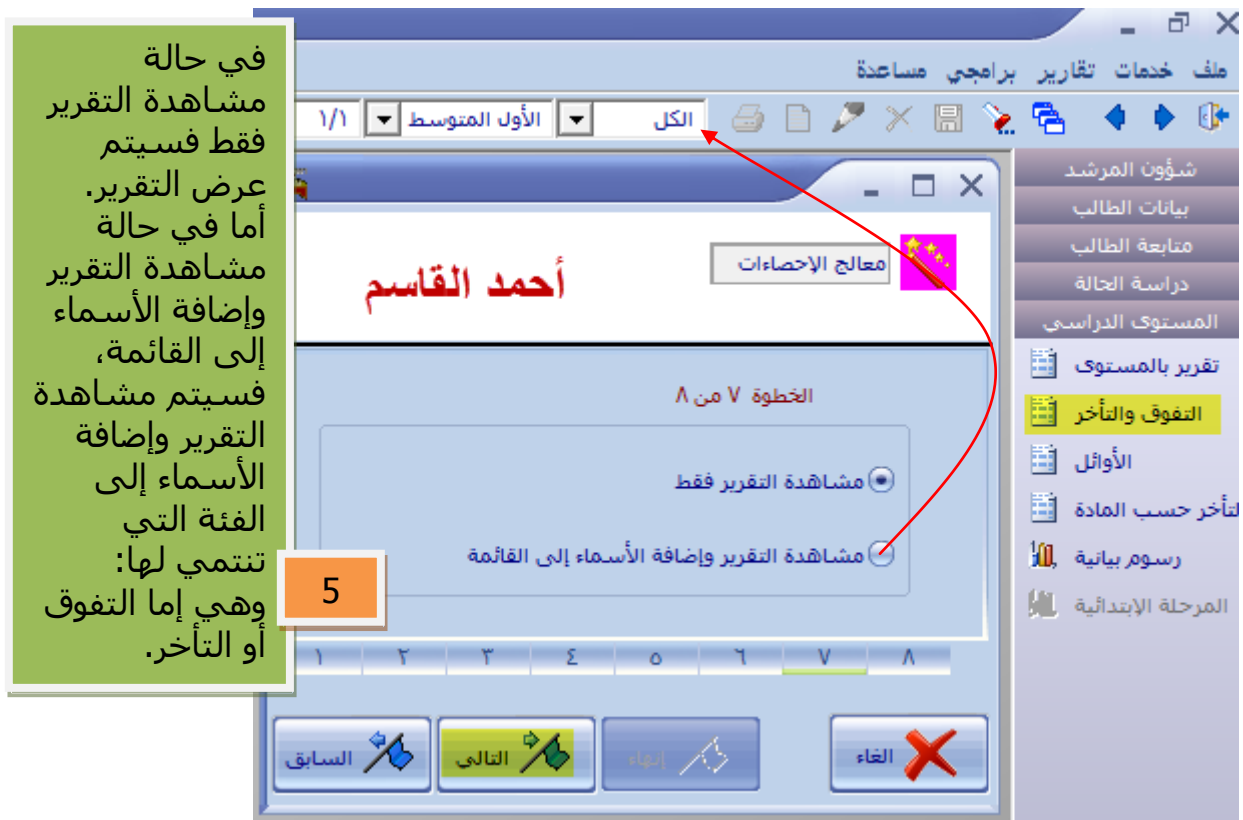 في حالة
مشاهدة التقرير
فقط فسيتم
عرض التقرير.
أما في حالة
مشاهدة التقرير
وإضافة الأسماء
إلى القائمة،
فسيتم مشاهدة
التقرير وإضافة
الأسماء إلى
الفئة التي
تنتمي لها:
وهي إما التفوق
أو التأخر.
5
ملف خدمات تقارير برامجي مساعدة
الكل الأول المتوسط ١/١
شؤون المرشد
بيانات الطالب
متابعة الطالب
دراسة الحالة
المستوى الدراسي
تقرير بالمستوى
التفوق والتأخر
الأوائل
لتأخر حسب المادة
رسوم بيانية
المرحلة الإبتدائية
معالج الإحصاءات
أحمد القاسم
الخطوة ٧ من ٨
مشاهدة التقرير فقط
مشاهدة التقرير وإضافة الأسماء إلى القائمة
١ ٢ ٣ ٤ ٥ ٦ ٧ ٨
الغاء إنهاء التالي السابق